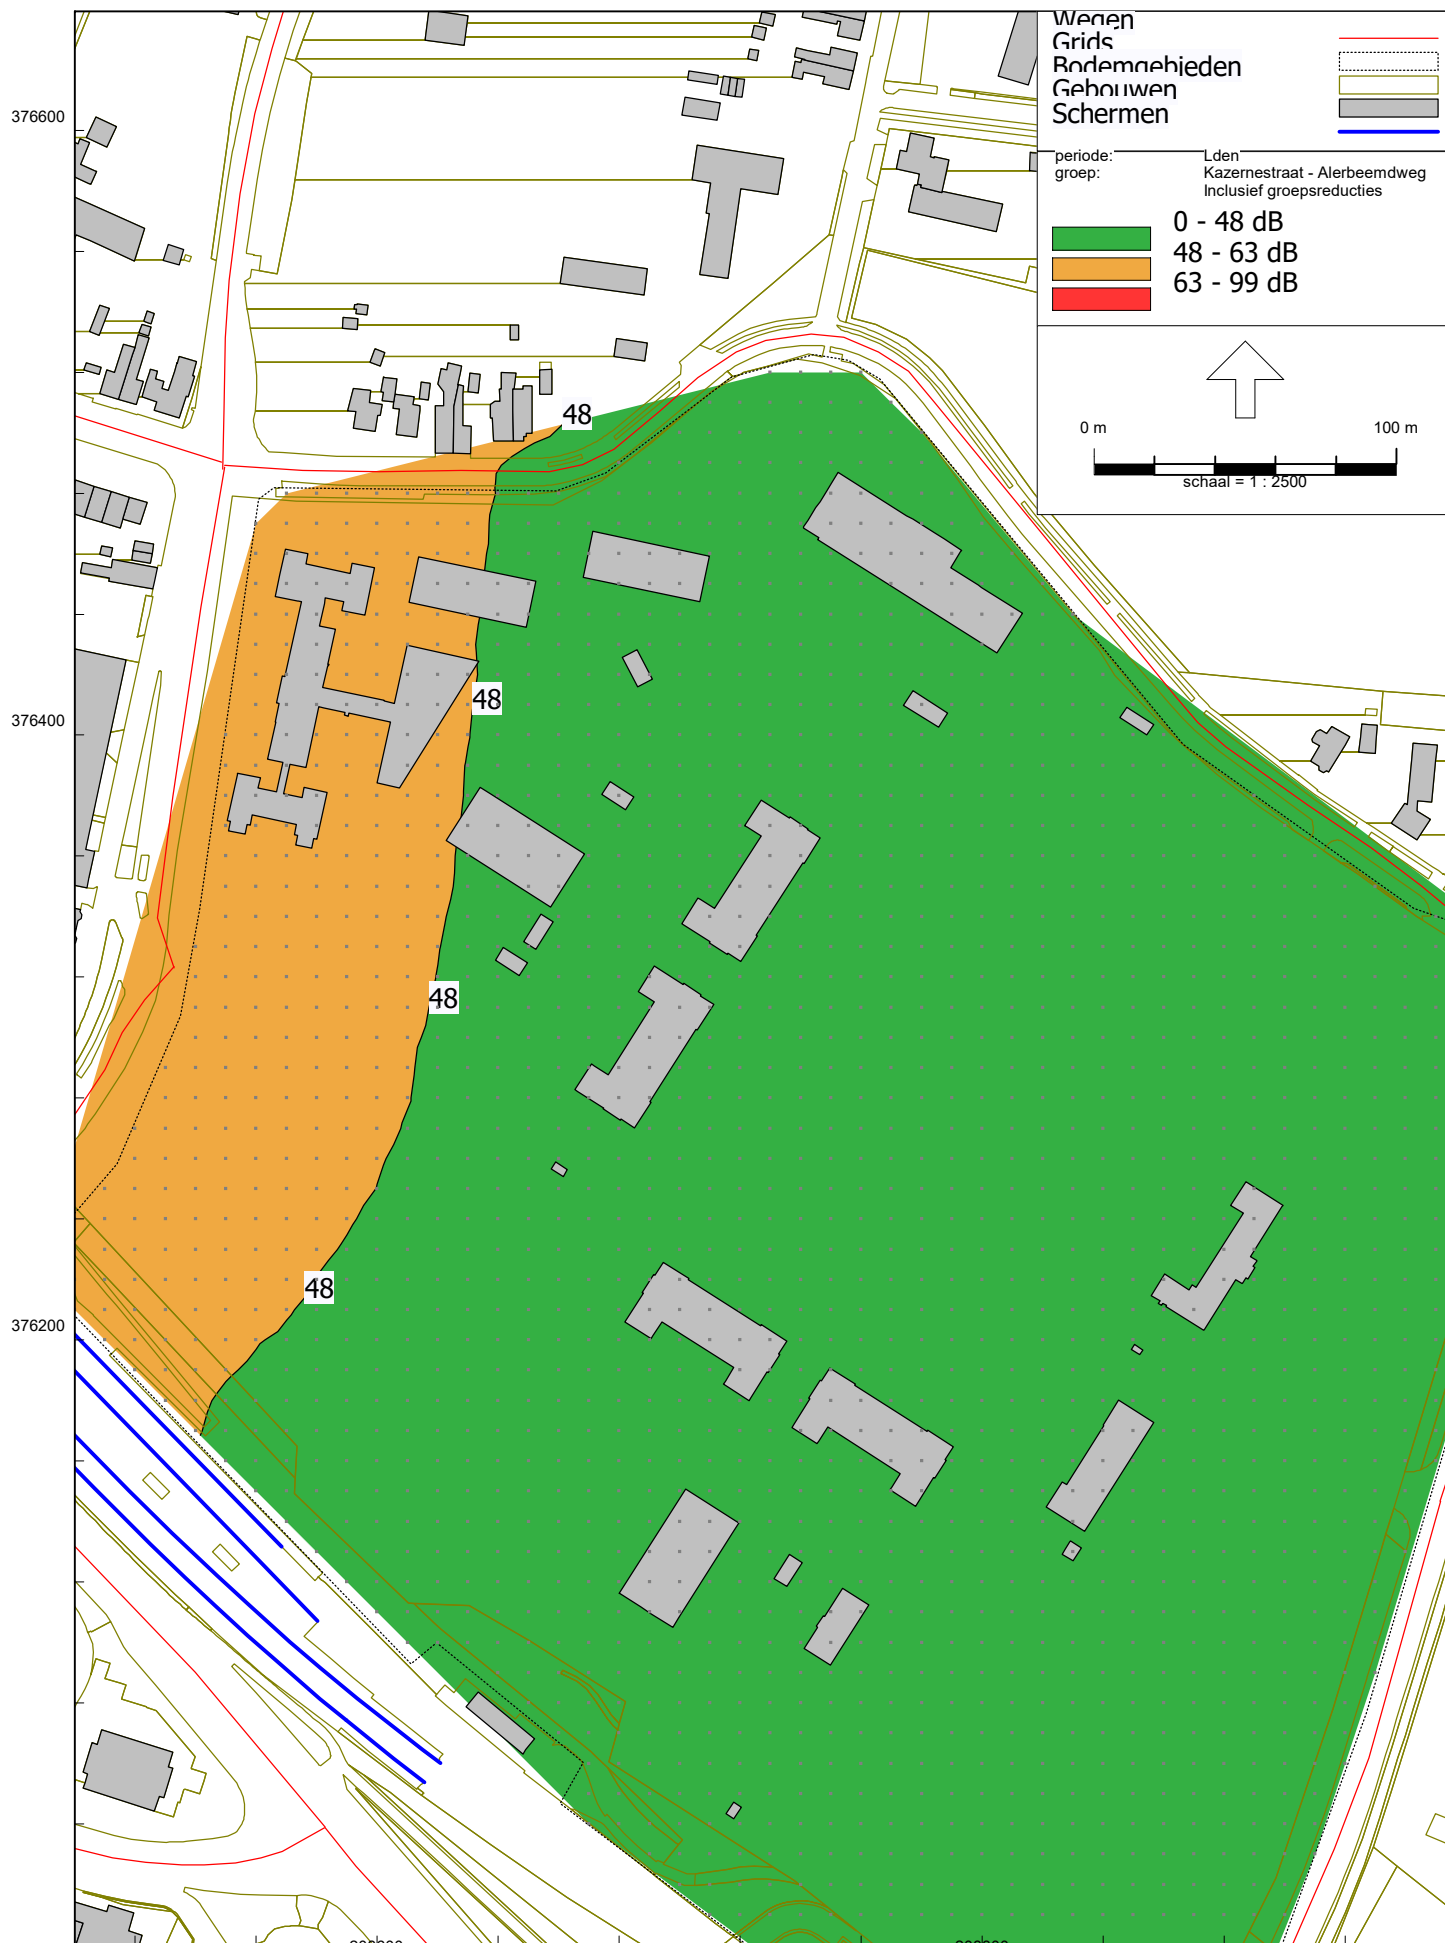 Wegen
Grids
Bodemgebieden
Gebouwen
Schermen
periode: Lden
groep: Kazernestraat - Alerbeemdweg
Inclusief groepsreducties
0 - 48 dB
48 - 63 dB
63 - 99 dB
0 m 100 m
schaal = 1 : 2500
376600
48
48
376400
48
48
376200